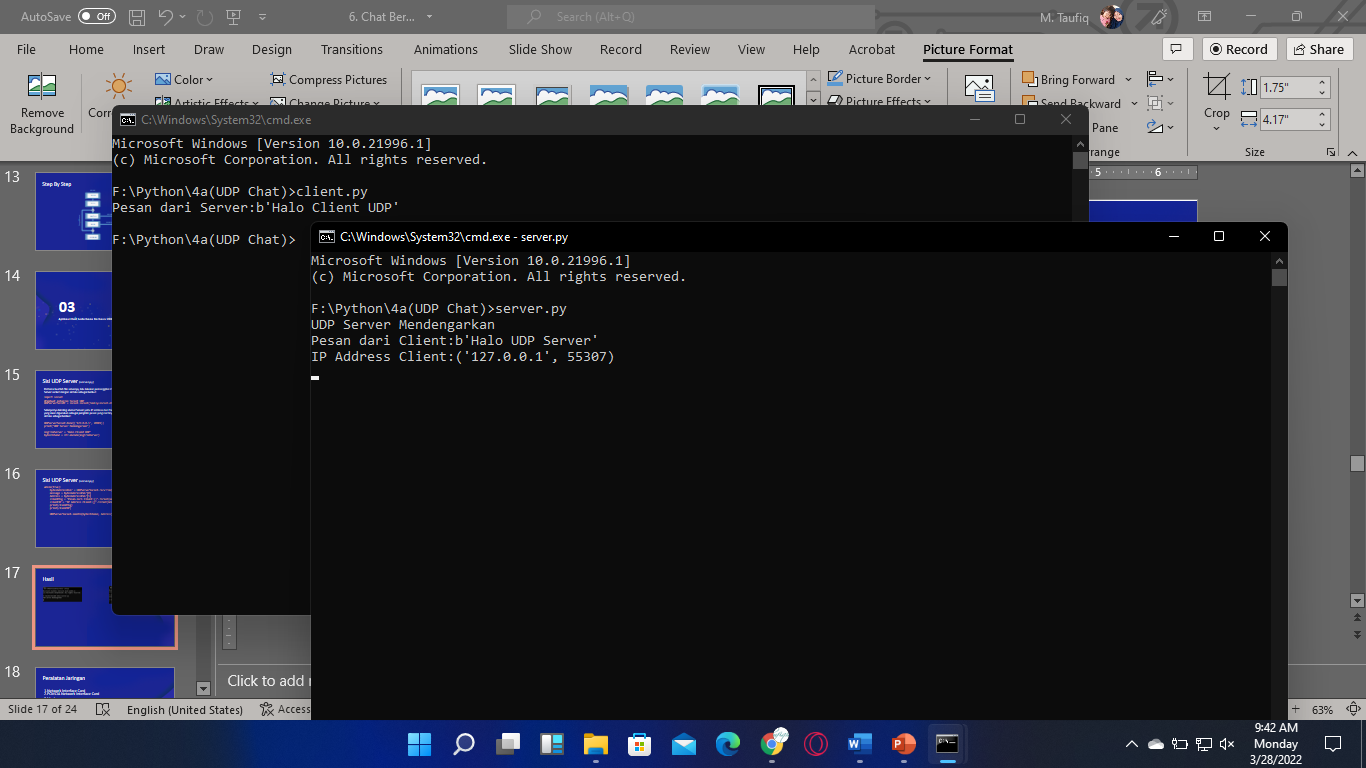 AutoSave Off 6. Chat Ber... Search (Alt+Q) M. Taufiq
File Home Insert Draw Design Transitions Animations Slide Show Record Review View Help Acrobat Picture Format Record Share
Remove Background
Color
Compress Pictures
Artistic Effects
Change Picture
Picture Border
Picture Effects
Bring Forward
Send Backward
Pane
Crop
1.75"
4.17"
Size
C:\Windows\System32\cmd.exe
Microsoft Windows [Version 10.0.21996.1]
(c) Microsoft Corporation. All rights reserved.
F:\Python\4a(UDP Chat)>client.py
Pesan dari Server:b'Halo Client UDP'
F:\Python\4a(UDP Chat)>
C:\Windows\System32\cmd.exe - server.py
Microsoft Windows [Version 10.0.21996.1]
(c) Microsoft Corporation. All rights reserved.
F:\Python\4a(UDP Chat)>server.py
UDP Server Mendengarkan
Pesan dari Client:b'Halo UDP Server'
IP Address Client:('127.0.0.1', 55307)
5 6
13
Step By Step
14
03
15
Sisi UDP Server
16
Sisi UDP Server
17
Hasil
18
Peralatan Jaringan
Click to add
Slide 17 of 24 English (United States) 63%
9:42 AM
Monday
3/28/2022